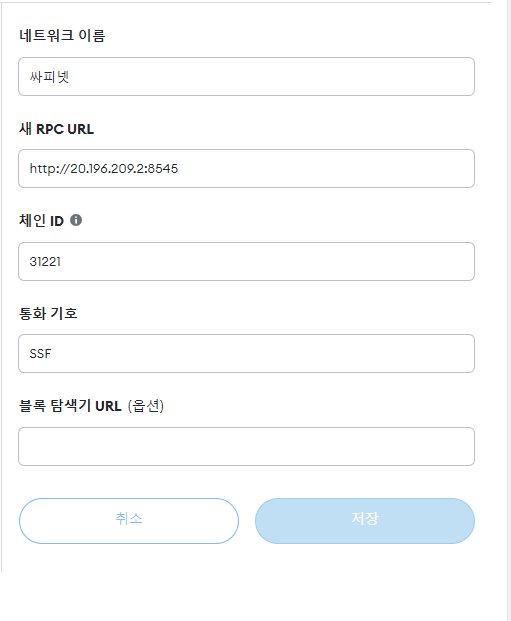 네트워크 이름
싸피넷
새 RPC URL
http://20.196.209.2:8545
체인 ID
31221
통화 기호
SSF
블록 탐색기 URL (옵션)
취소 저장